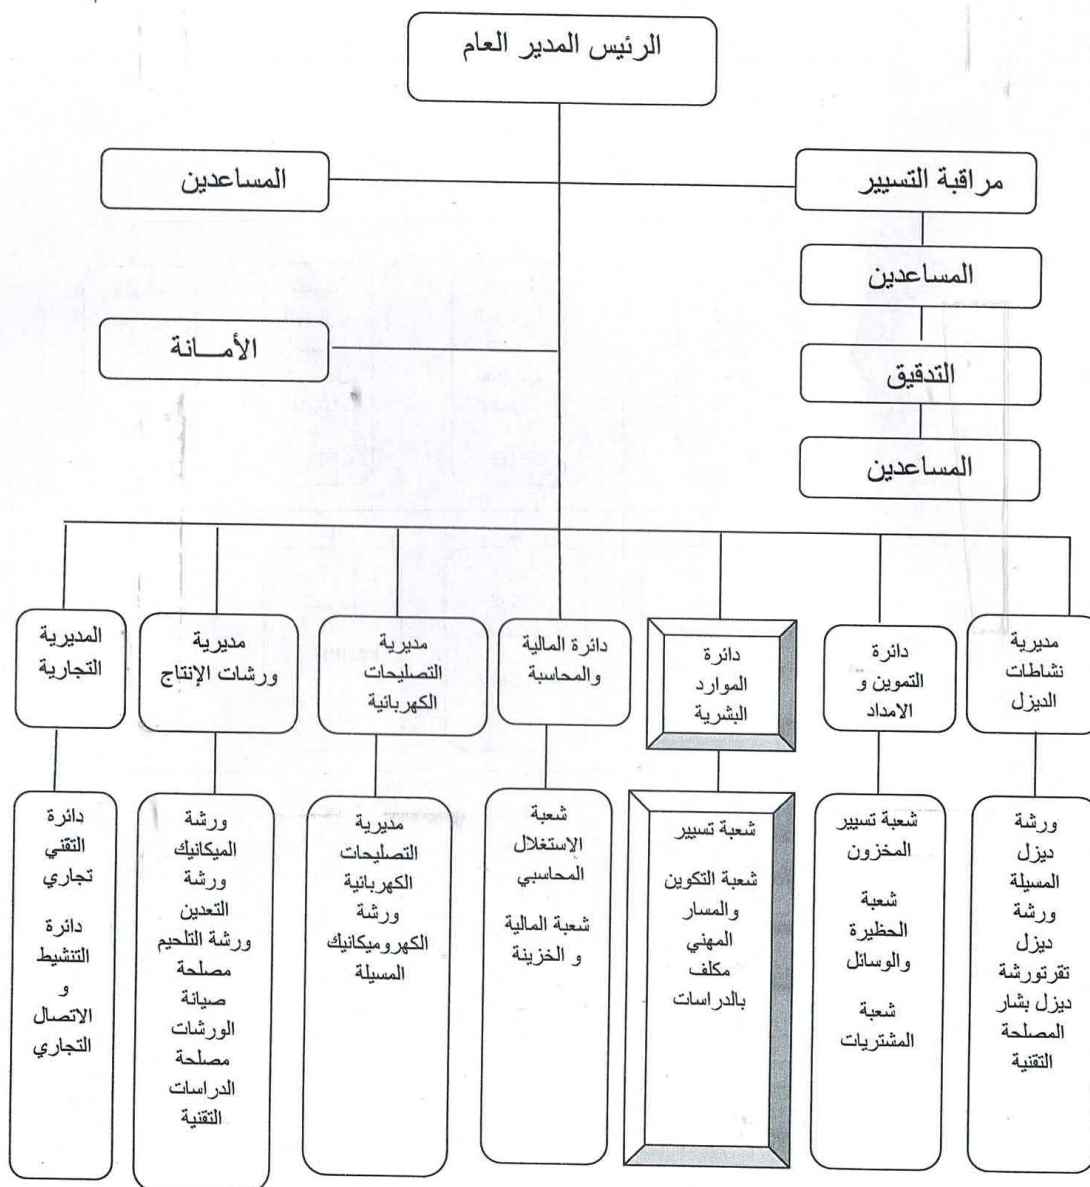 الرئيس المدير العام
مراقبة التسيير
المساعدين
المساعدين
الأمـــانة
التدقيق
المساعدين
مديرية
نشاطات
الديزل
دائرة
التموين و
الامداد
دائرة
الموارد
البشرية
دائرة المالية
والمحاسبة
مديرية
التصليحات
الكهربائية
مديرية
ورشات الإنتاج
المديرية
التجارية
ورشة
ديزل
المسيلة
ورشة
ديزل
تقرتورشة
ديزل بشار
المصلحة
التقنية
شعبة تسيير
المخزون
شعبة
الحظيرة
والوسائل
شعبة
المشتريات
شعبة تسيير
شعبة التكوين
والمسار
المهني
مكلف
بالدراسات
شعبة
الإستغلال
المحاسبي
شعبة المالية
و الخزينة
مديرية
التصليحات
الكهربائية
ورشة
الكهروميكانيك
المسيلة
ورشة
الميكانيك
ورشة
التعدين
ورشة التلحيم
مصلحة
صيانة
الورشات
مصلحة
الدراسات
التقنية
دائرة
التقني
تجاري
دائرة
التنشيط
و
الاتصال
التجاري